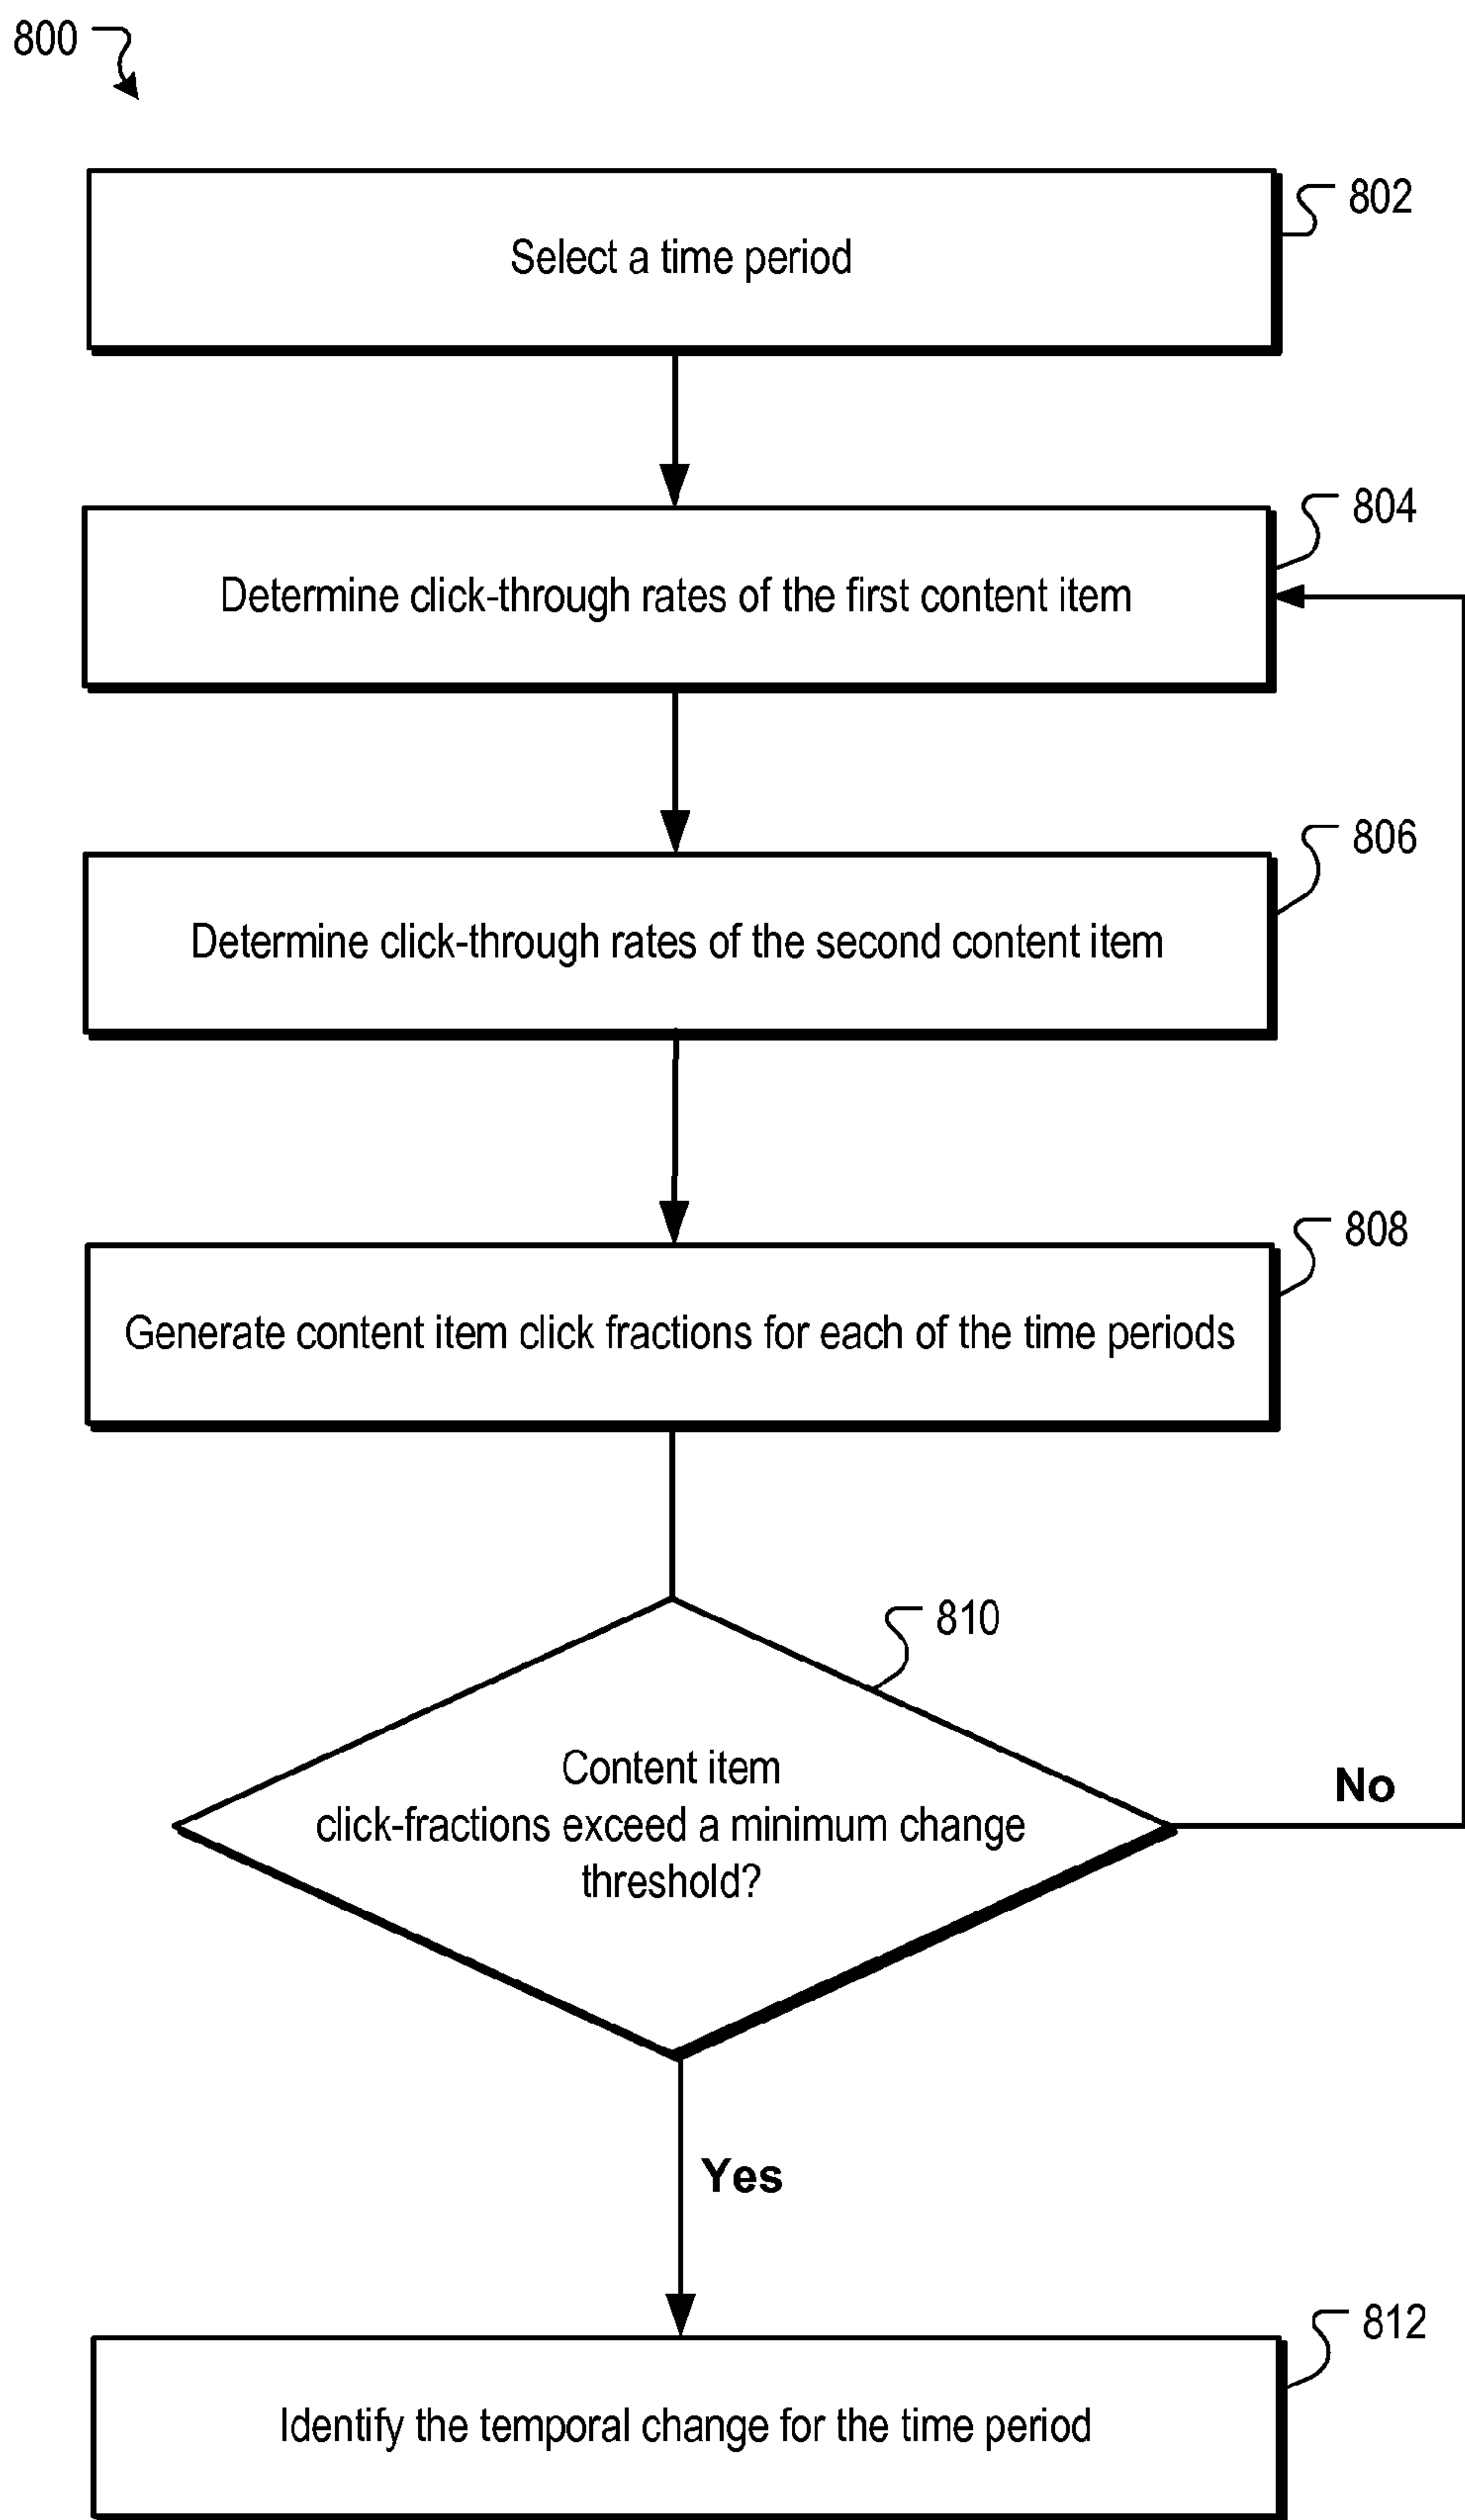 800
802
Select a time period
804
Determine click-through rates of the first content item
806
Determine click-through rates of the second content item
808
Generate content item click fractions for each of the time periods
810
Content item
click-fractions exceed a minimum change
threshold?
No
Yes
812
Identify the temporal change for the time period